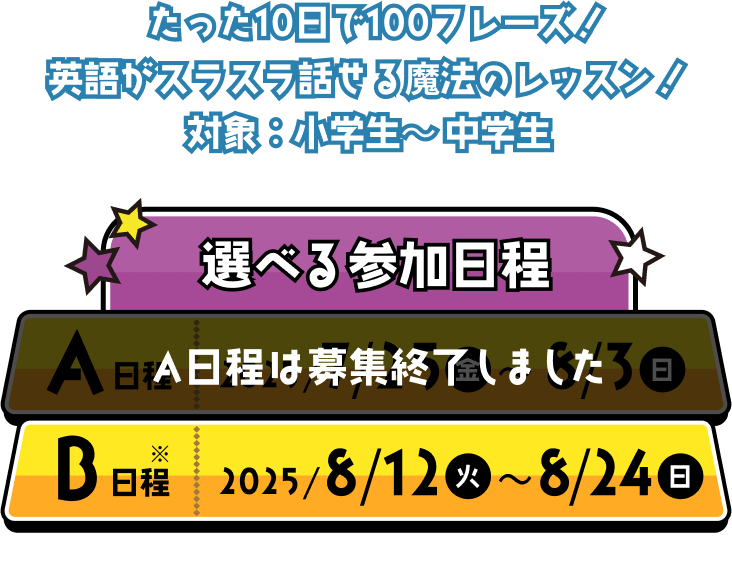 たった10日で100フレーズ！
英語がスラスラ話せる魔法のレッスン！
対象：小学生～中学生
選べる参加日程
A日程
A日程は募集終了しました
8/3日
B日程※ 2025/8/12火～8/24日